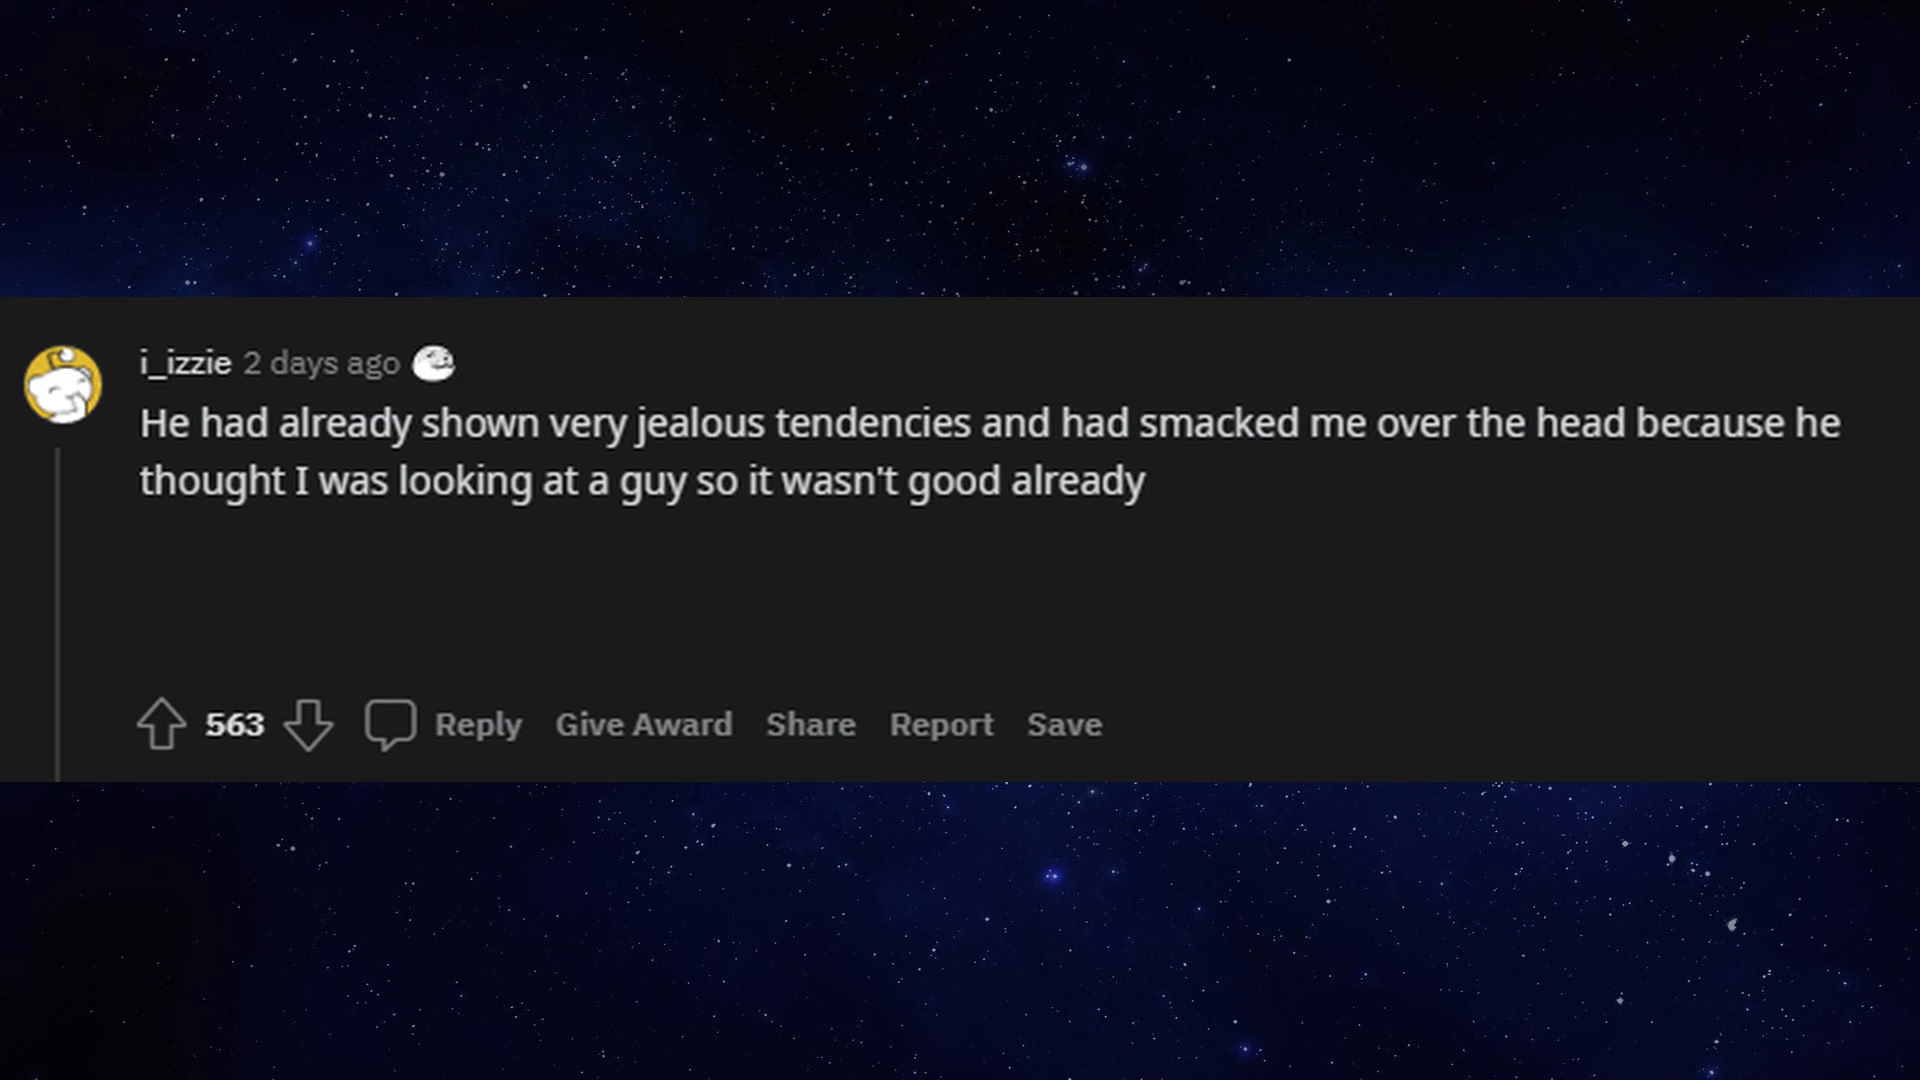 i_izzie 2 days ago
He had already shown very jealous tendencies and had smacked me over the head because he
thought I was looking at a guy so it wasn't good already
563 Reply Give Award Share Report Save